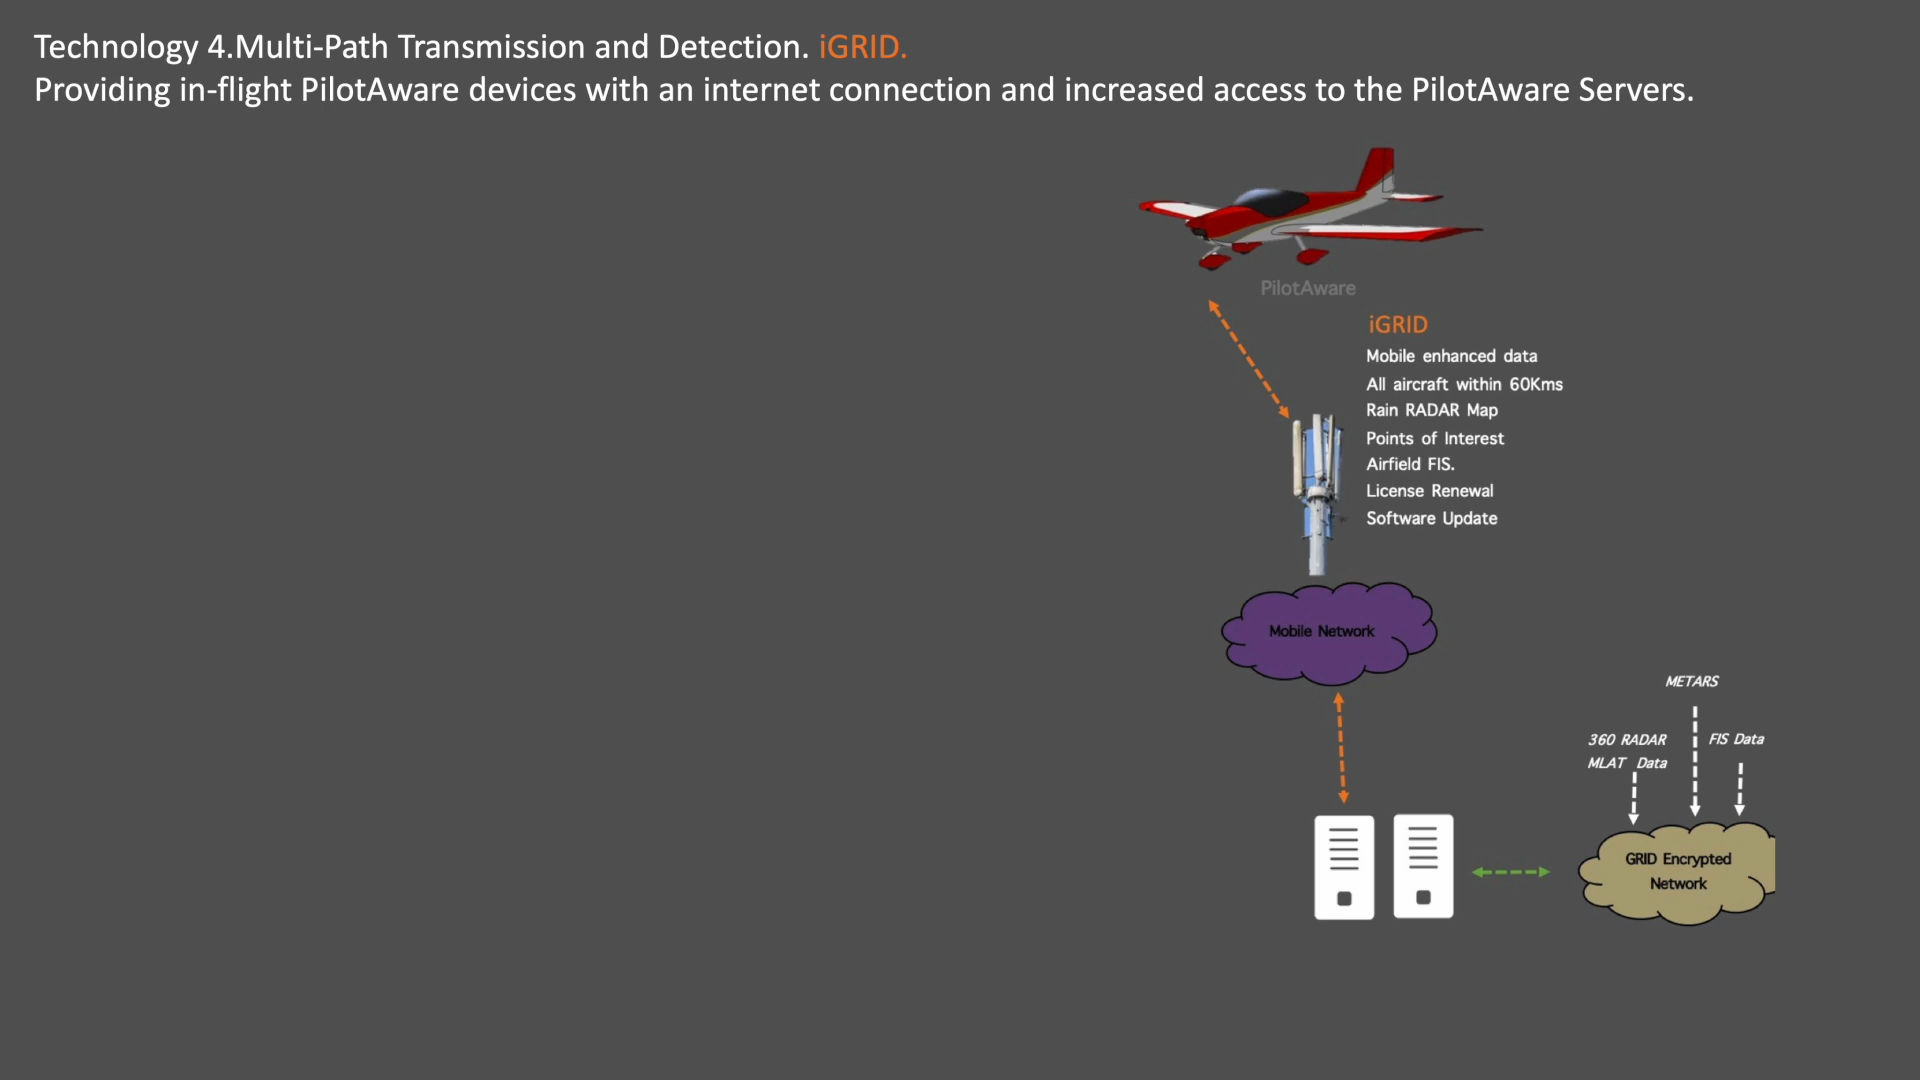 Technology 4.Multi-Path Transmission and Detection. iGRID.
Providing in-flight PilotAware devices with an internet connection and increased access to the PilotAware Servers.
PilotAware
iGRID
Mobile enhanced data
All aircraft within 60Kms
Rain RADAR Map
Points of Interest
Airfield FIS.
License Renewal
Software Update
Mobile Network
METARS
360 RADAR
MLAT Data
FIS Data
GRID Encrypted
Network